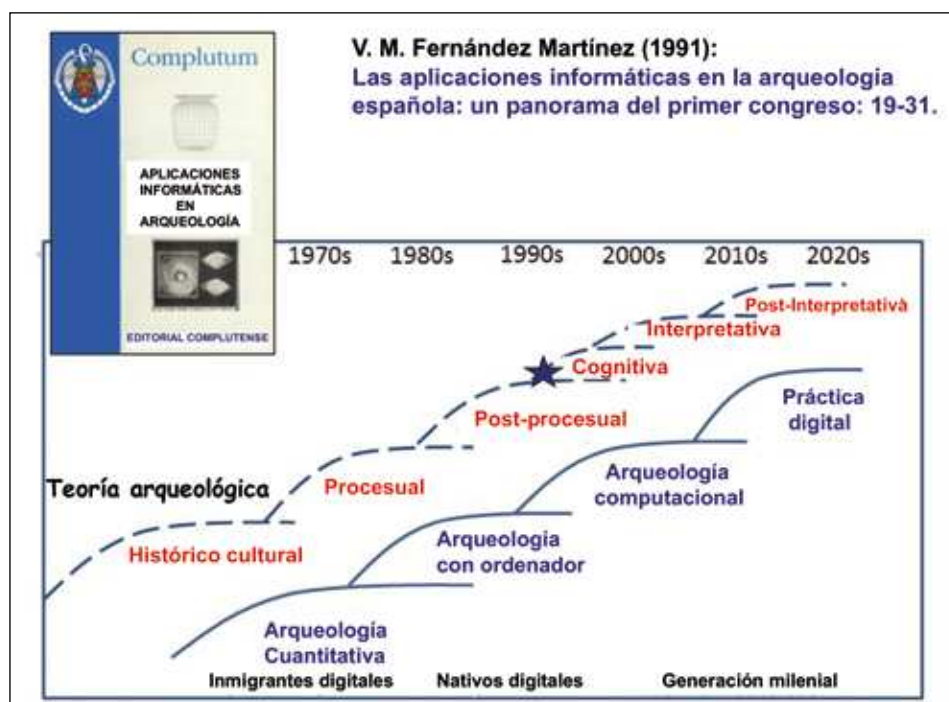 Complutum
APLICACIONES
INFORMÁTICAS
EN
ARQUEOLOGÍA
EDITORIAL COMPLUTENSE
V. M. Fernández Martínez (1991):
Las aplicaciones informáticas en la arqueología
española: un panorama del primer congreso: 19-31.
1970s 1980s 1990s 2000s 2010s 2020s
Post-Interpretativà
Interpretativa
Cognitiva
Post-procesual
Práctica
digital
Teoría arqueológica
Procesual
Arqueología
computacional
Histórico cultural
Arqueología
con ordenador
Arqueología
Cuantitativa
Inmigrantes digitales Nativos digitales Generación milenial